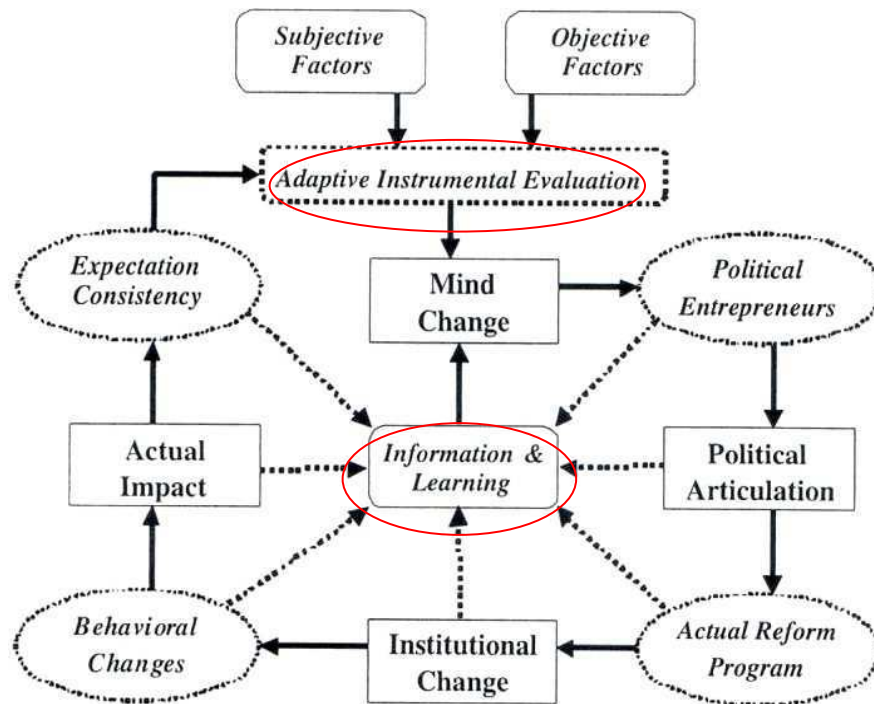 Subjective
Factors
Objective
Factors
Adaptive Instrumental Evaluation
Expectation
Consistency
Mind
Change
Political
Entrepreneurs
Actual
Impact
Information &
Learning
Political
Articulation
Behavioral
Changes
Institutional
Change
Actual Reform
Program